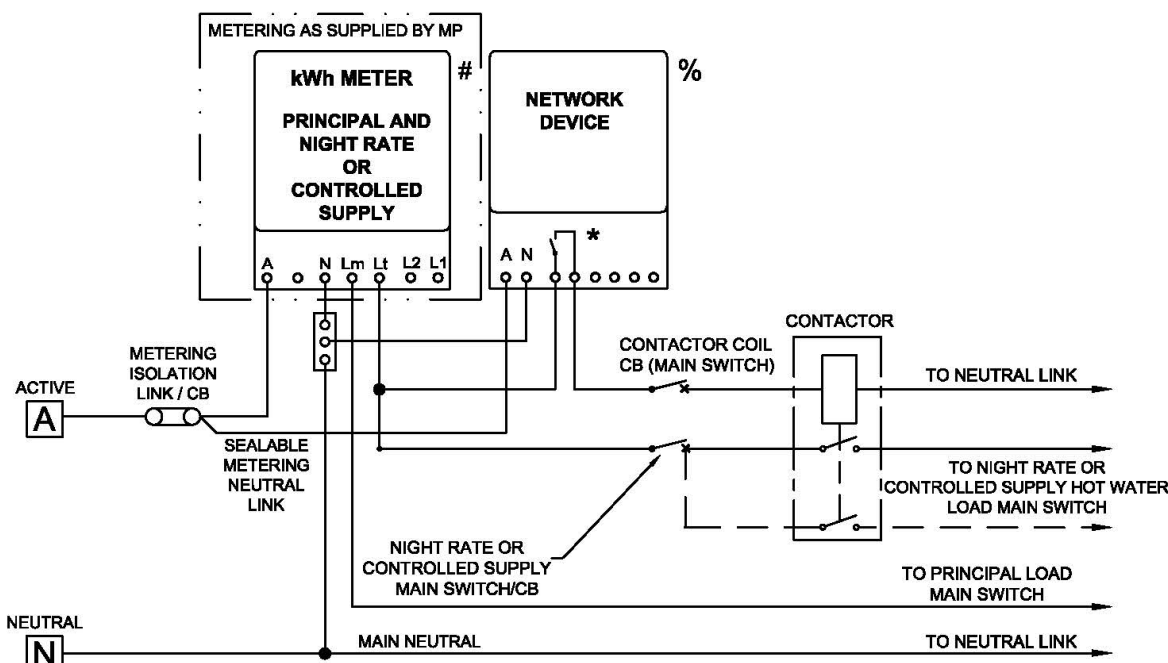 METERING AS SUPPLIED BY MP
kWh METER
PRINCIPAL AND
NIGHT RATE
OR
CONTROLLED
SUPPLY
#
NETWORK
DEVICE
%
A N Lm Lt L2 L1
A N
*
METERING
ISOLATION
LINK / CB
ACTIVE
A
SEALABLE
METERING
NEUTRAL
LINK
CONTACTOR COIL
CB (MAIN SWITCH)
CONTACTOR
TO NEUTRAL LINK
TO NIGHT RATE OR
CONTROLLED SUPPLY HOT WATER
LOAD MAIN SWITCH
NIGHT RATE OR
CONTROLLED SUPPLY
MAIN SWITCH/CB
TO PRINCIPAL LOAD
MAIN SWITCH
NEUTRAL
N
MAIN NEUTRAL
TO NEUTRAL LINK